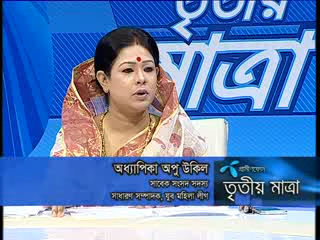 তৃতীয়
মাত্রা
অধ্যাপিকা অপু উকিল
সাবেক সংসদ সদস্য
সাধারণ সম্পাদক, যুব মহিলা লীগ
গ্রামীণফোন
তৃতীয় মাত্রা